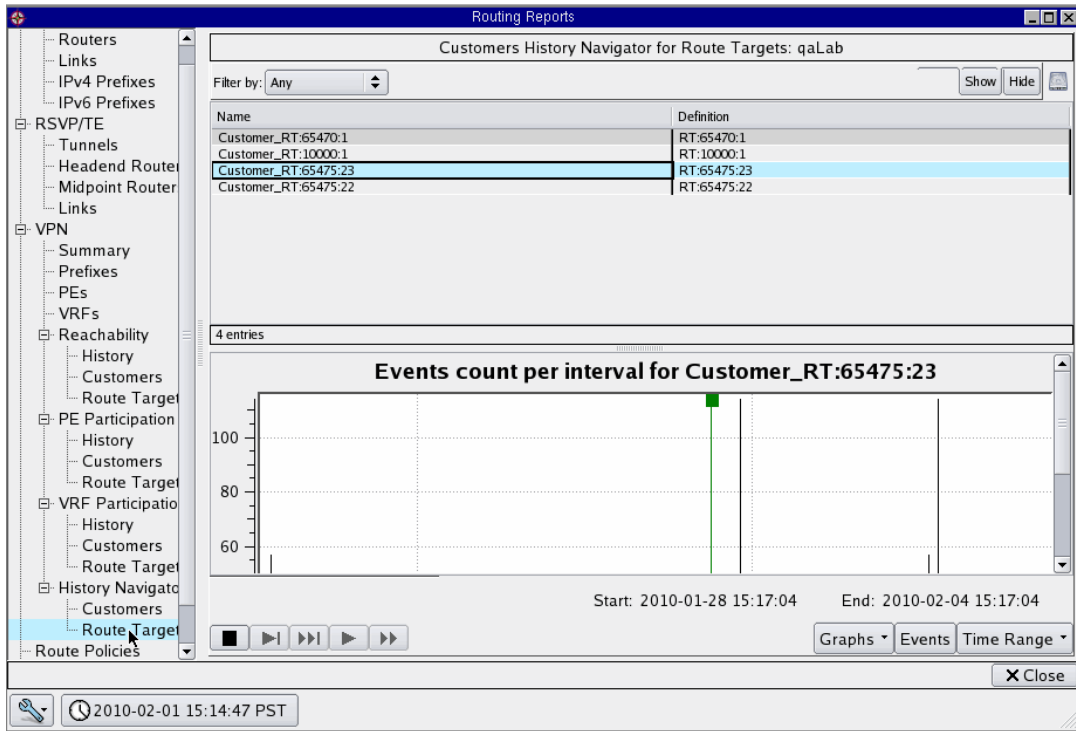 Routing Reports
Routers
Links
IPv4 Prefixes
IPv6 Prefixes
RSVP/TE
Tunnels
Headend Router
Midpoint Router
Links
VPN
Summary
Prefixes
PEs
VRFs
Reachability
History
Customers
Route Target
PE Participation
History
Customers
Route Target
VRF Participatio
History
Customers
Route Target
History Navigato
Customers
Route Target
Route Policies
Customers History Navigator for Route Targets: qaLab
Filter by: Any
Show Hide
Name Definition
Customer_RT:65470:1 RT:65470:1
Customer_RT:10000:1 RT:10000:1
Customer_RT:65475:23 RT:65475:23
Customer_RT:65475:22 RT:65475:22
4 entries
Events count per interval for Customer_RT:65475:23
100
80
60
Start: 2010-01-28 15:17:04 End: 2010-02-04 15:17:04
Graphs Events Time Range
Close
2010-02-01 15:14:47 PST